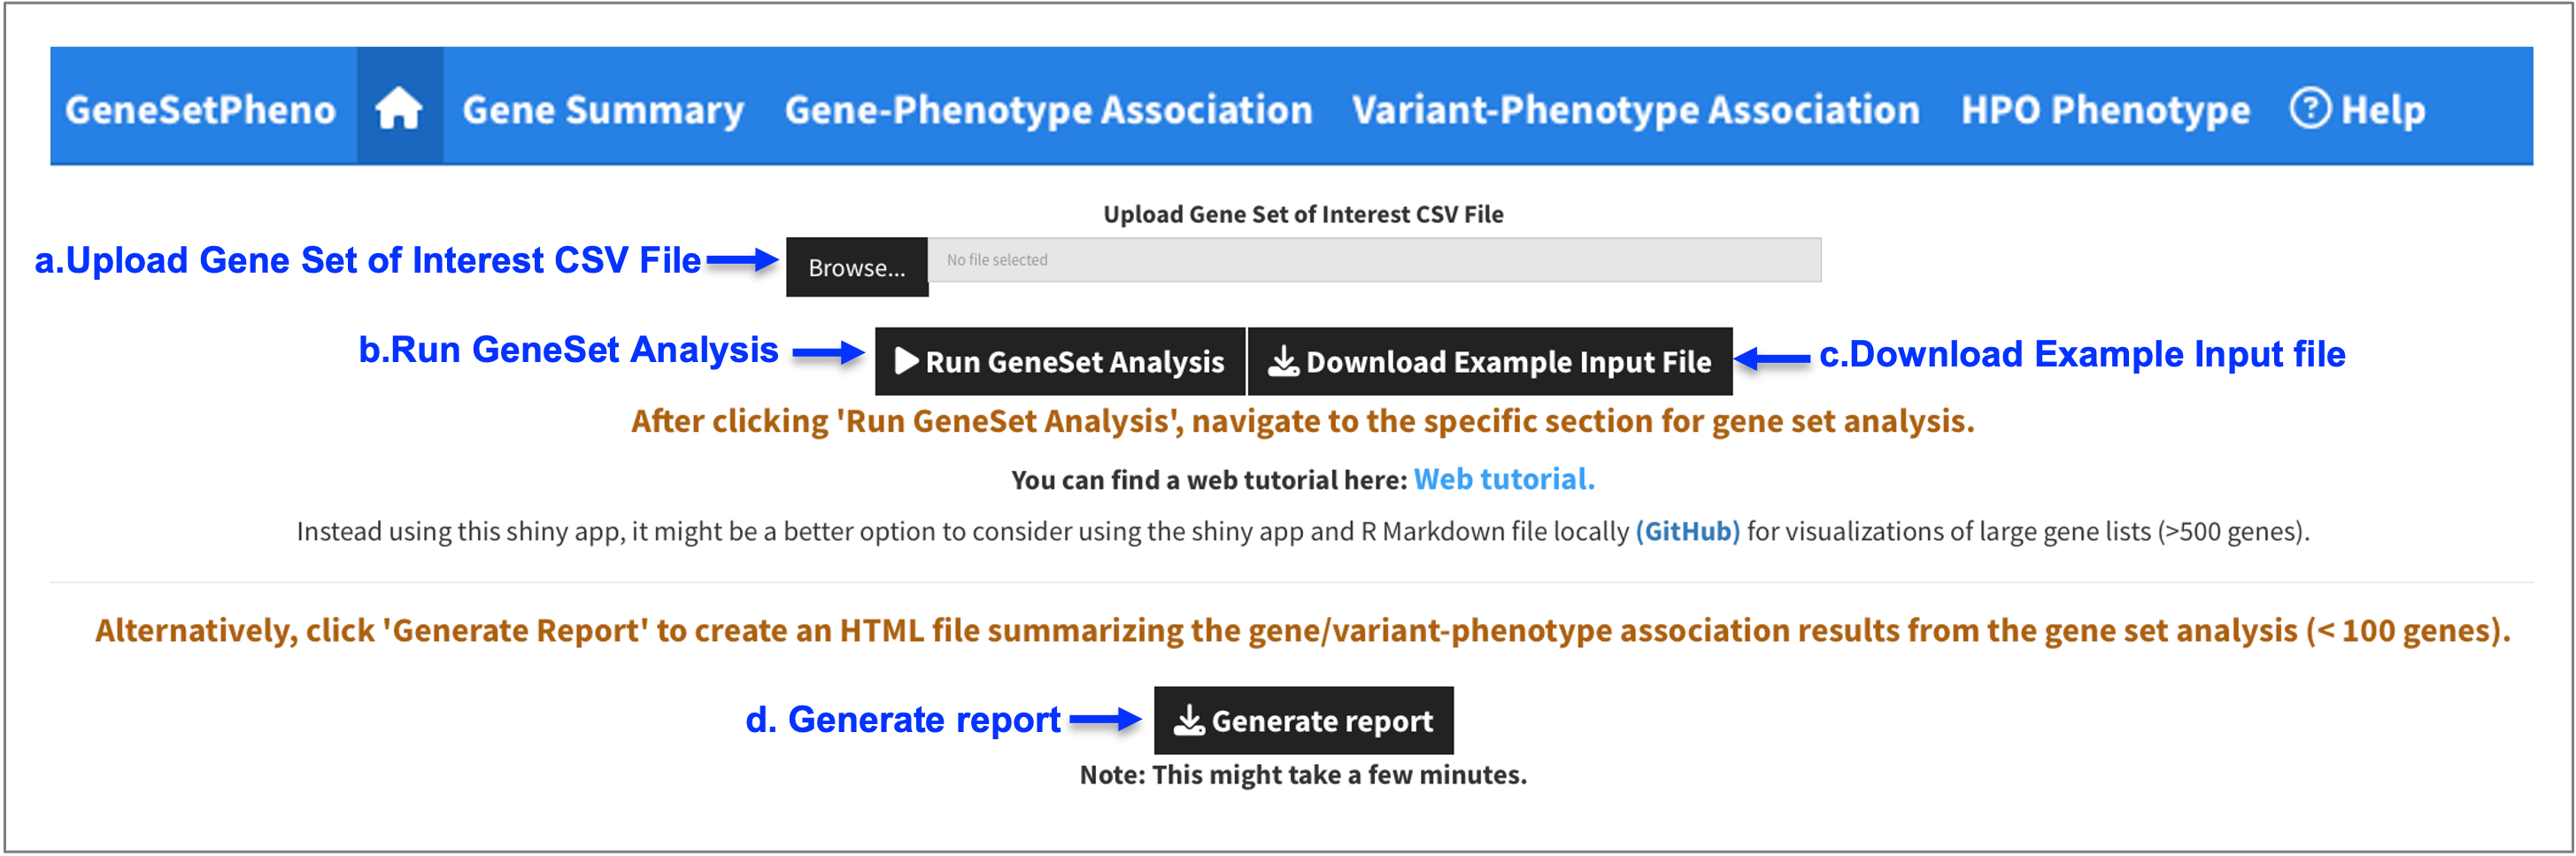 GeneSetPheno Gene Summary Gene-Phenotype Association Variant-Phenotype Association HPO Phenotype ? Help
Upload Gene Set of Interest CSV File
a.Upload Gene Set of Interest CSV File Browse... No file selected
b.Run GeneSet Analysis Run GeneSet Analysis Download Example Input File c.Download Example Input file
After clicking 'Run GeneSet Analysis', navigate to the specific section for gene set analysis.
You can find a web tutorial here: Web tutorial.
Instead using this shiny app, it might be a better option to consider using the shiny app and R Markdown file locally (GitHub) for visualizations of large gene lists (>500 genes).
Alternatively, click 'Generate Report' to create an HTML file summarizing the gene/variant-phenotype association results from the gene set analysis (< 100 genes).
d. Generate report Generate report
Note: This might take a few minutes.